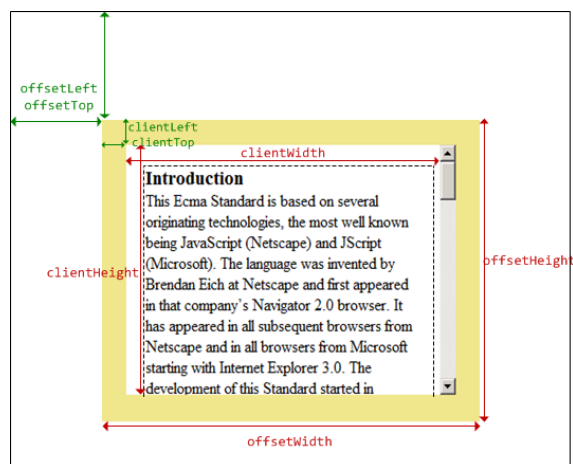 offsetLeft
offsetTop
clientLeft
clientTop
clientWidth
Introduction
This Ecma Standard is based on several
originating technologies, the most well known
being JavaScript (Netscape) and JScript
(Microsoft). The language was invented by
Brendan Eich at Netscape and first appeared
in that company’s Navigator 2.0 browser. It
has appeared in all subsequent browsers from
Netscape and in all browsers from Microsoft
starting with Internet Explorer 3.0. The
development of this Standard started in
clientHeight
offsetHeight
offsetWidth